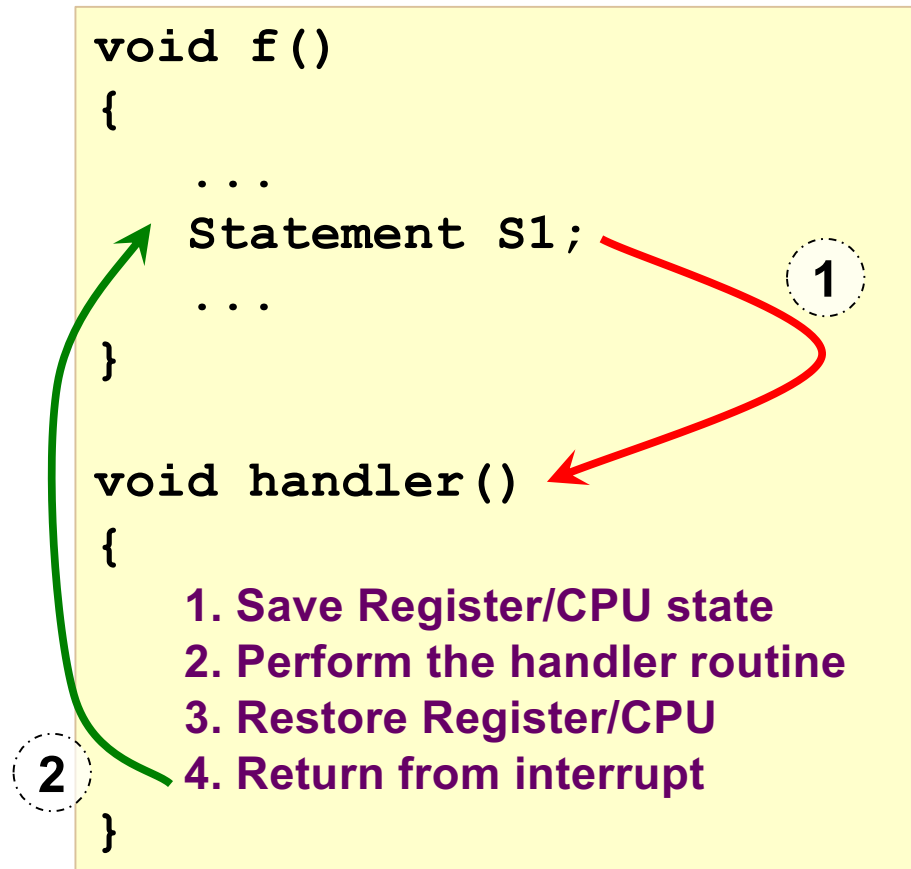 void f()
{
...
Statement S1;
1
...
}
void handler()
{
1. Save Register/CPU state
2. Perform the handler routine
3. Restore Register/CPU
4. Return from interrupt
2
}